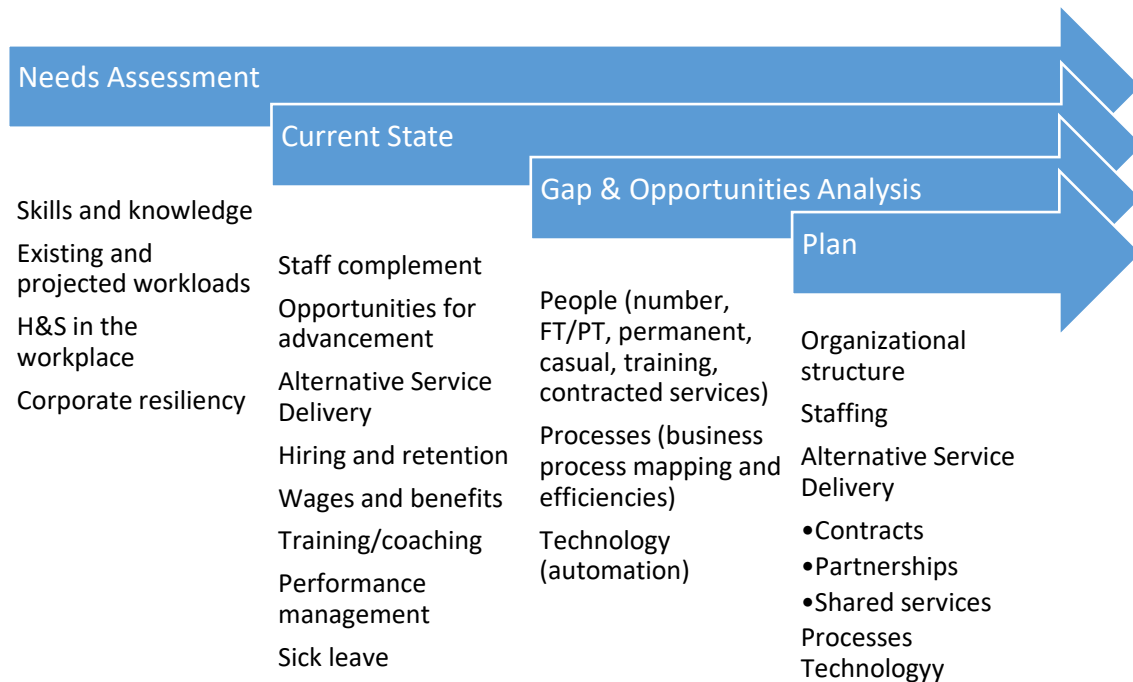 Needs Assessment
Skills and knowledge
Existing and
projected workloads
H&S in the
workplace
Corporate resiliency
Current State
Staff complement
Opportunities for
advancement
Alternative Service
Delivery
Hiring and retention
Wages and benefits
Training/coaching
Performance
management
Sick leave
Gap & Opportunities Analysis
People (number,
FT/PT, permanent,
casual, training,
contracted services)
Processes (business
process mapping and
efficiencies)
Technology
(automation)
Plan
Organizational
structure
Staffing
Alternative Service
Delivery
•Contracts
•Partnerships
•Shared services
Processes
Technologyy